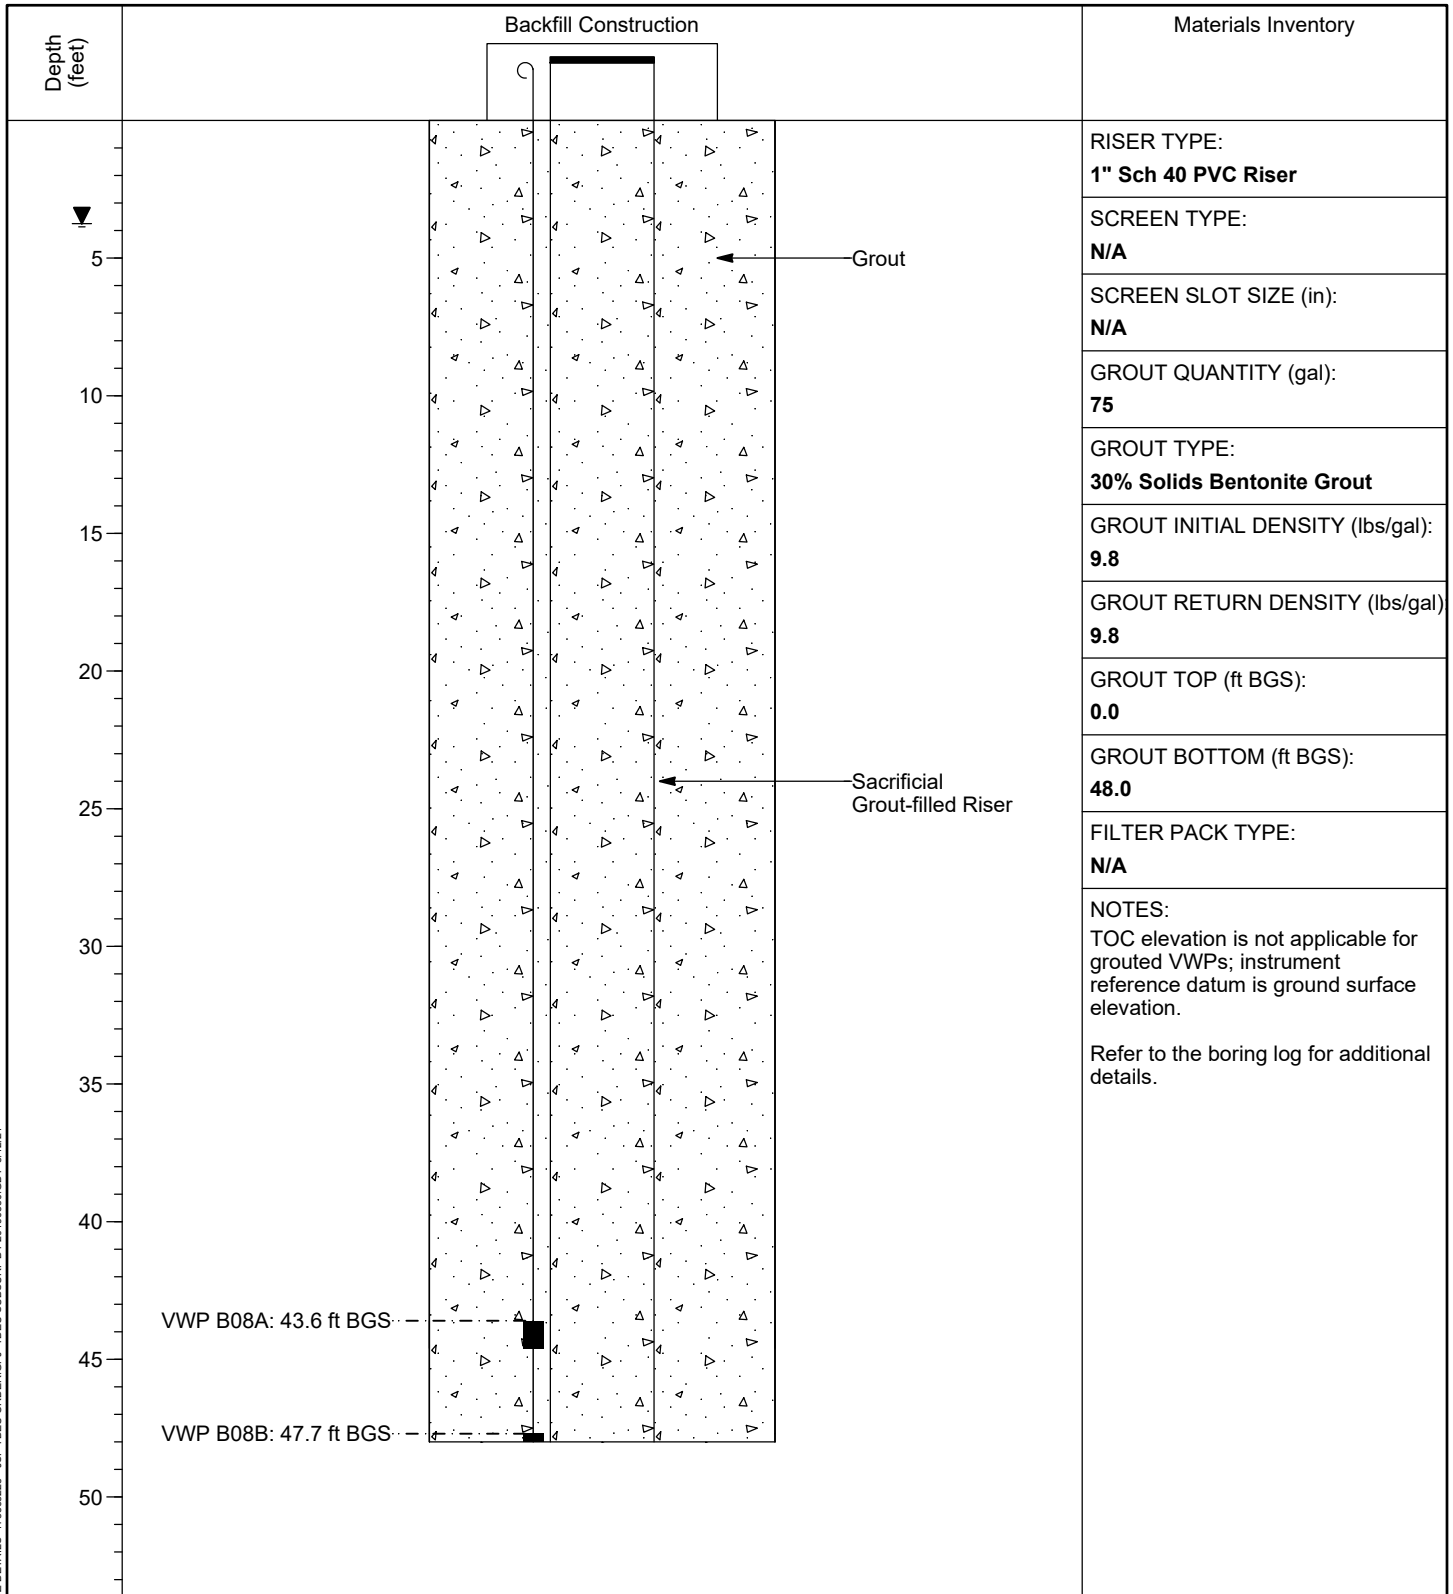 Depth
(feet)
Backfill Construction
Materials Inventory
RISER TYPE:
1" Sch 40 PVC Riser
SCREEN TYPE:
N/A
SCREEN SLOT SIZE (in):
N/A
GROUT QUANTITY (gal):
75
GROUT TYPE:
30% Solids Bentonite Grout
GROUT INITIAL DENSITY (lbs/gal):
9.8
GROUT RETURN DENSITY (lbs/gal):
9.8
GROUT TOP (ft BGS):
0.0
GROUT BOTTOM (ft BGS):
48.0
FILTER PACK TYPE:
N/A
NOTES:
TOC elevation is not applicable for
grouted VWPs; instrument
reference datum is ground surface
elevation.
Refer to the boring log for additional
details.
5
10
15
20
25
30
35
40
45
50
Grout
Sacrificial
Grout-filled Riser
VWP B08A: 43.6 ft BGS
VWP B08B: 47.7 ft BGS